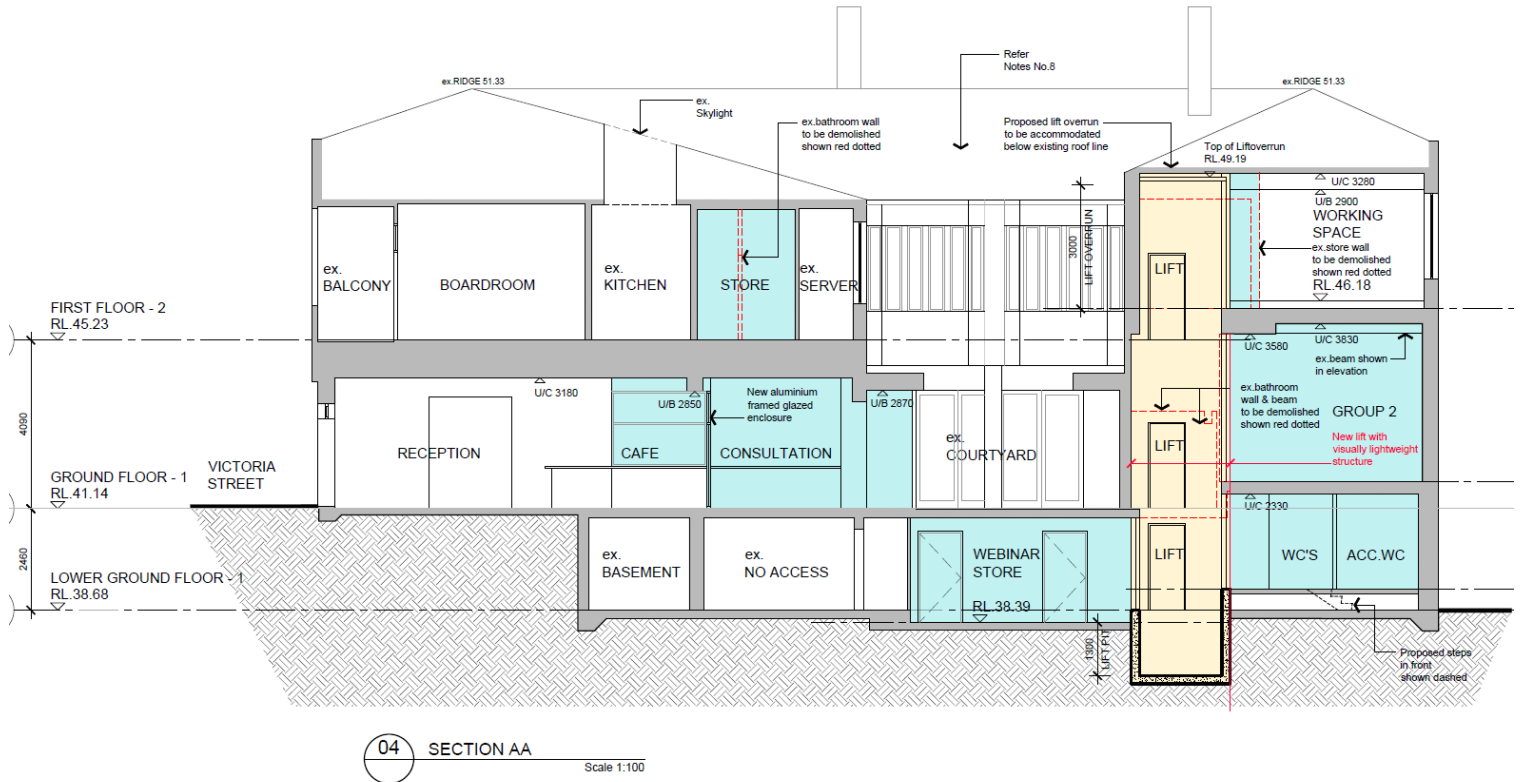 Refer
Notes No.8
ex.RIDGE 51.33
ex.RIDGE 51.33
ex.
Skylight
ex.bathroom wall
to be demolished
shown red dotted
Proposed lift overrun
to be accommodated
below existing roof line
Top of Liftoverrun
RL.49.19
U/C 3280
U/B 2900
WORKING
SPACE
ex.store wall
to be demolished
shown red dotted
RL.46.18
3000
LIFT OVERRUN
LIFT
ex.
BALCONY
BOARDROOM
ex.
KITCHEN
STORE
ex.
SERVER
FIRST FLOOR - 2
RL.45.23
U/C 3580
U/C 3830
ex.beam shown
in elevation
U/C 3180
U/B 2850
New aluminium
framed glazed
enclosure
U/B 2870
ex.bathroom
wall & beam
to be demolished
shown red dotted
GROUP 2
New lift with
visually lightweight
structure
4090
RECEPTION
CAFE
CONSULTATION
ex.
COURTYARD
LIFT
VICTORIA
STREET
GROUND FLOOR - 1
RL.41.14
U/C 2330
2460
ex.
BASEMENT
ex.
NO ACCESS
WEBINAR
STORE
RL.38.39
LIFT
WC'S
ACC.WC
LOWER GROUND FLOOR - 1
RL.38.68
1300
LIFT PIT
Proposed steps
in front
shown dashed
04
SECTION AA
Scale 1:100